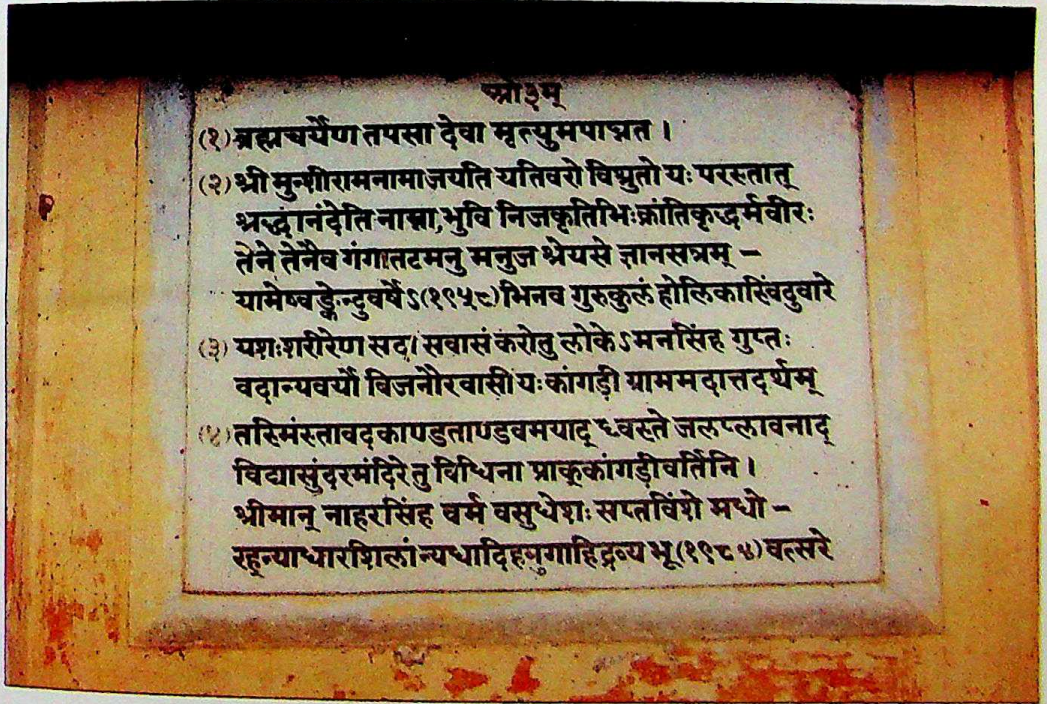 ओ३म्
(१) ब्रह्मचर्येण तपसा देवा मृत्युमपाघ्नत ।
(२) श्री मुन्शीरामनामाजयति यतिवरो विश्रुतो यः परस्तात्
श्रद्धांनंदेति नाम्ना, भुवि निजकृतिभिः क्रांतिकृद्धर्मवीरः
तेने तेनैव गंगातटमनु मनुज श्रेयसे ज्ञानसत्रम् –
यामेष्वङ्केन्दुवर्षेऽ(१९५८)भिनव गुरुकुलं होलिकास्विंदुवारे
(३) यशःशरीरेण सदा सवासं करोतु लोकेऽमनसिंह गुप्तः
वदान्यवर्यो बिजनौरवासी यः कांगड़ी ग्राममदात्तदर्थम्
(४) तस्मिंस्तावदकाण्डताण्डवमयाद् ध्वस्ते जलप्लावनाद्
विद्यासुंदरमंदिरे तु विधिना प्राक्कांगड़ीवर्तिनि ।
श्रीमान् नाहरसिंह वर्म वसुधेशः सप्तविंशे मधो –
रह्न्याधारशिलां न्यधादिहयुगाहिद्रव्य भू(१९८४) वत्सरे